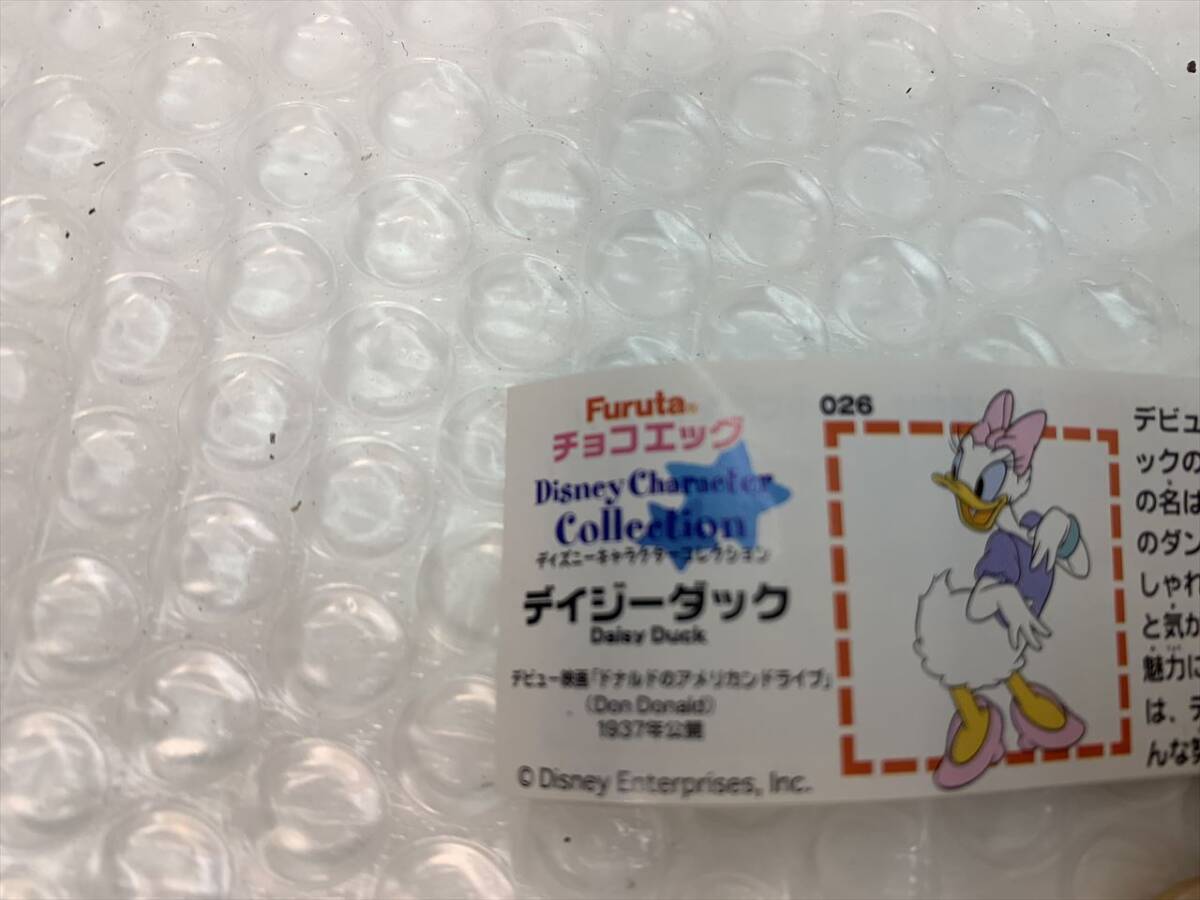 Furuta®
チョコエッグ
Disney Character
Collection
ディズニーキャラクターコレクション
デイジーダック
Daisy Duck
デビュー映画「ドナルドのアメリカンドライブ」
(Don Donald)
1937年公開
© Disney Enterprises, Inc.
026
デビュ
ックの
の名は
のダン
しゃれ
と気か
魅力に
は、デ
んな